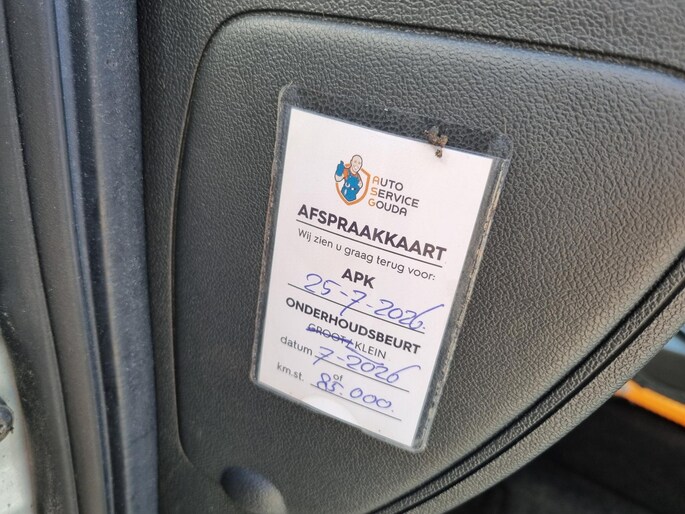 AUTO
SERVICE
GOUDA
AFSPRAAKKAART
Wij zien u graag terug voor:
APK
25-7-2026.
ONDERHOUDSBEURT
GROOT/KLEIN
datum 7-2026
of
km.st. 85.000.